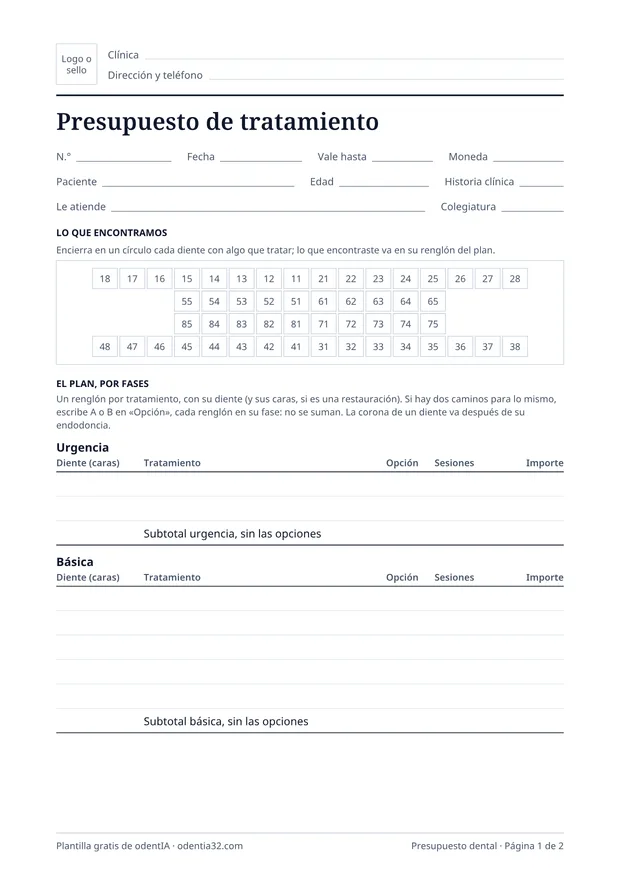 Logo o
sello
Clínica
Dirección y teléfono
Presupuesto de tratamiento
N.° Fecha Vale hasta Moneda
Paciente Edad Historia clínica
Le atiende Colegiatura
LO QUE ENCONTRAMOS
Encierra en un círculo cada diente con algo que tratar; lo que encontraste va en su renglón del plan.
18 17 16 15 14 13 12 11 21 22 23 24 25 26 27 28
55 54 53 52 51 61 62 63 64 65
85 84 83 82 81 71 72 73 74 75
48 47 46 45 44 43 42 41 31 32 33 34 35 36 37 38
EL PLAN, POR FASES
Un renglón por tratamiento, con su diente (y sus caras, si es una restauración). Si hay dos caminos para lo mismo,
escribe A o B en «Opción», cada renglón en su fase: no se suman. La corona de un diente va después de su
endodoncia.
Urgencia
Diente (caras) Tratamiento Opción Sesiones Importe
Subtotal urgencia, sin las opciones
Básica
Diente (caras) Tratamiento Opción Sesiones Importe
Subtotal básica, sin las opciones
Plantilla gratis de odentIA · odentia32.com Presupuesto dental · Página 1 de 2